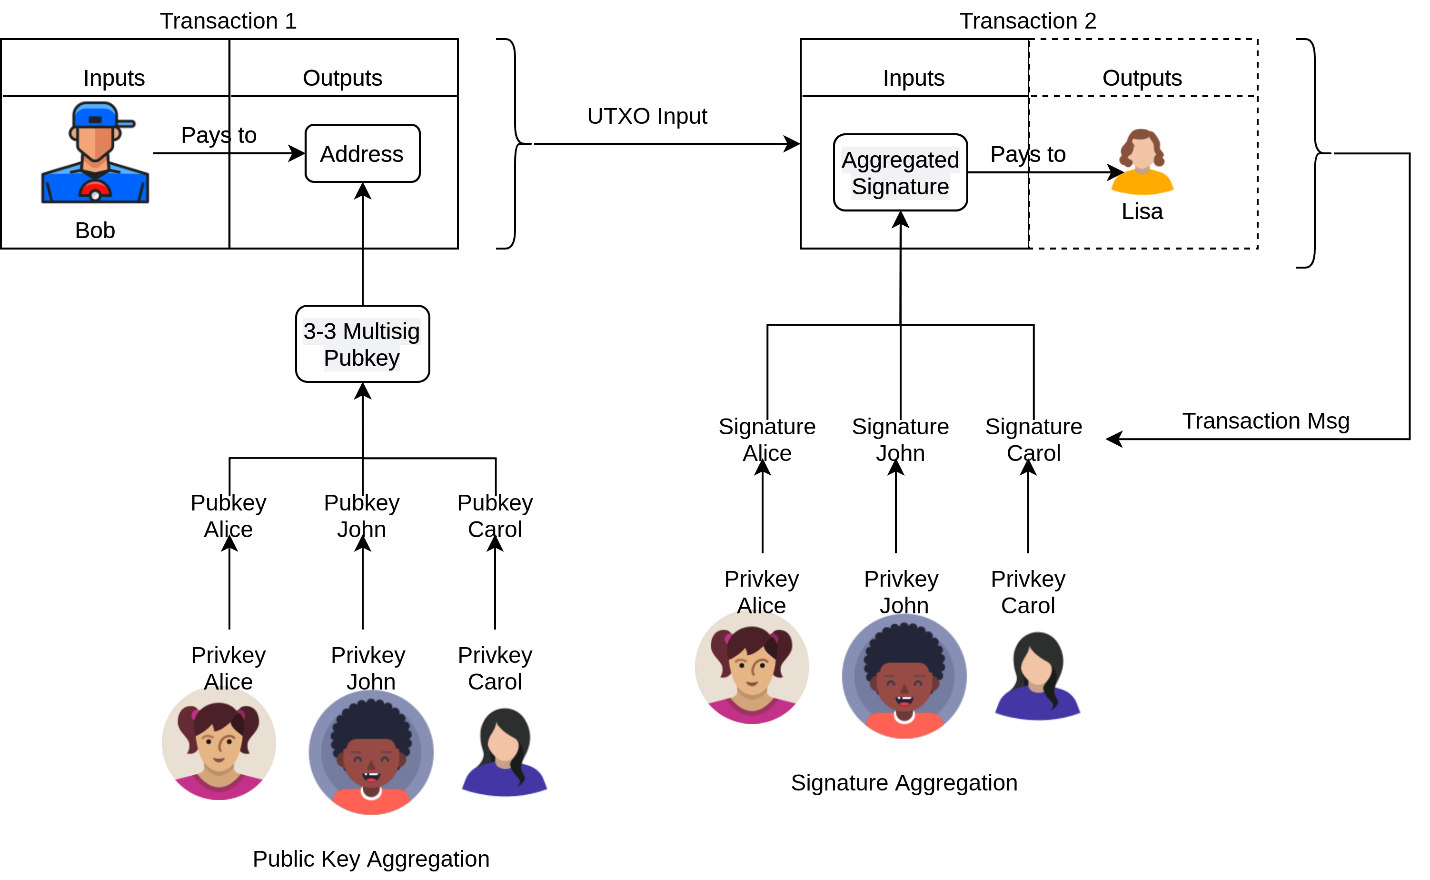 Transaction 1
Inputs
Outputs
Pays to
Address
Bob
3-3 Multisig
Pubkey
Pubkey
Alice
Pubkey
John
Pubkey
Carol
Privkey
Alice
Privkey
John
Privkey
Carol
Public Key Aggregation
UTXO Input
Transaction 2
Inputs
Outputs
Aggregated
Signature
Pays to
Lisa
Signature
Alice
Signature
John
Signature
Carol
Transaction Msg
Privkey
Alice
Privkey
John
Privkey
Carol
Signature Aggregation